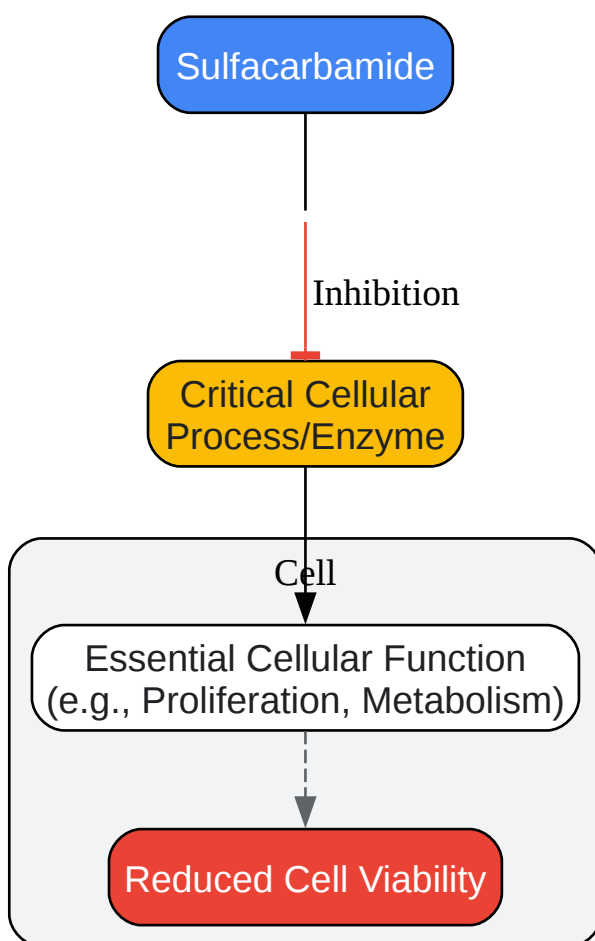 Sulfacarbamide
Inhibition
Critical Cellular
Process/Enzyme
Cell
Essential Cellular Function
(e.g., Proliferation, Metabolism)
Reduced Cell Viability